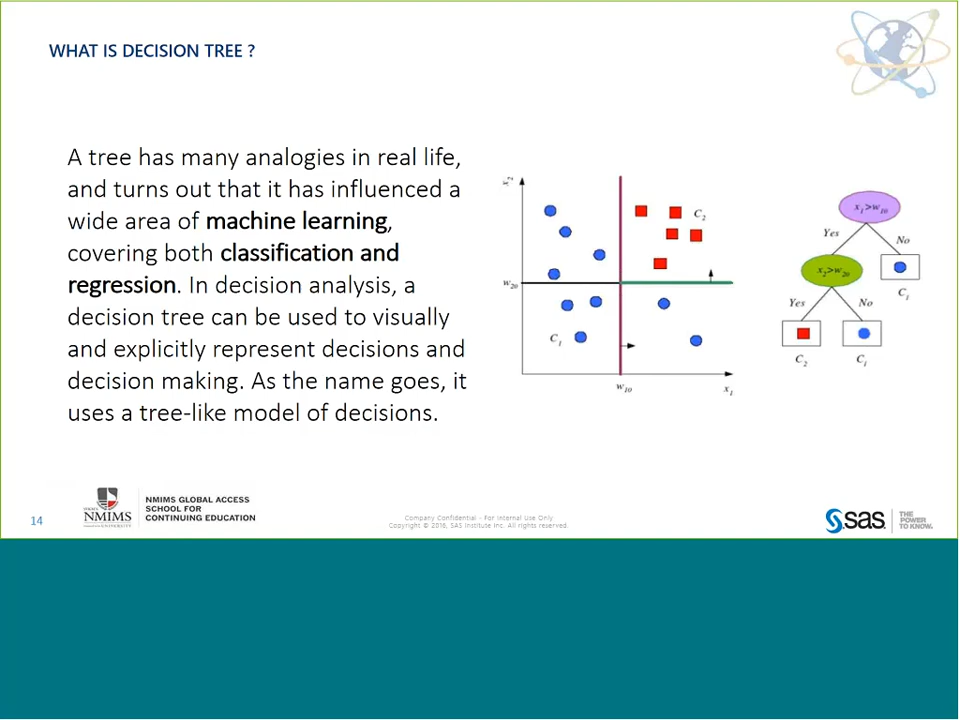 WHAT IS DECISION TREE ?
A tree has many analogies in real life,
and turns out that it has influenced a
wide area of machine learning,
covering both classification and
regression. In decision analysis, a
decision tree can be used to visually
and explicitly represent decisions and
decision making. As the name goes, it
uses a tree-like model of decisions.
C2
w20
C1
w10
x1
x1>w10
Yes
No
x2>w20
C1
Yes
No
C2
C1
14
NMIMS
NMIMS GLOBAL ACCESS
SCHOOL FOR
CONTINUING EDUCATION
Company Confidential - For Internal Use Only
Copyright © 2016, SAS Institute Inc. All rights reserved.
sas
THE
POWER
TO KNOW.